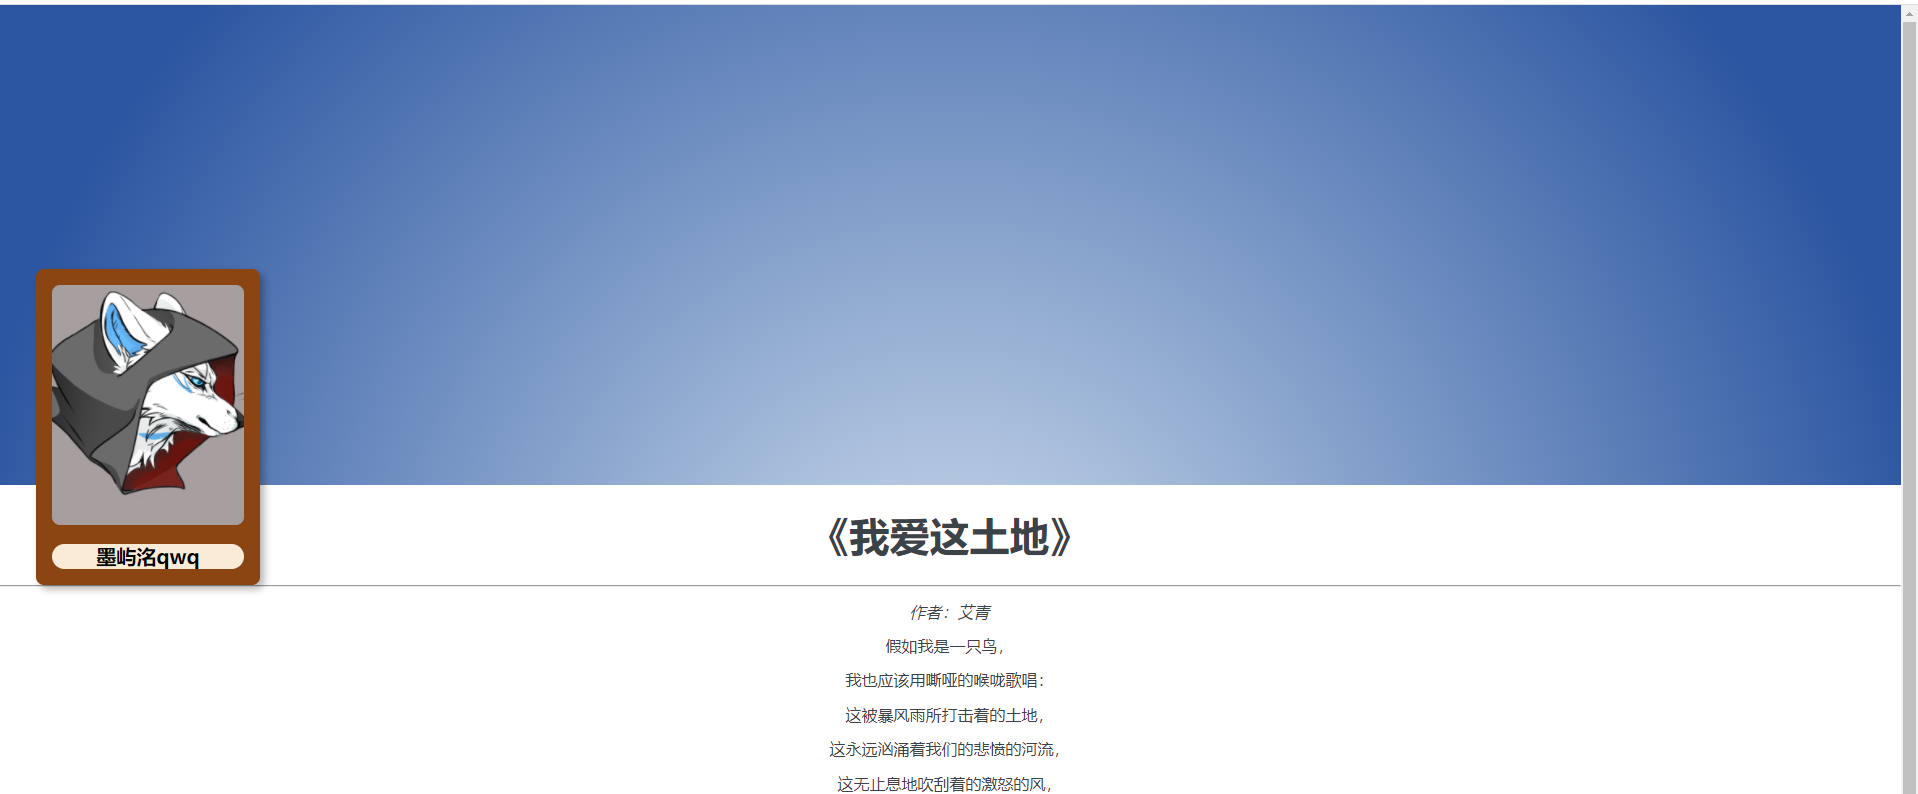 墨屿洺qwq
《我爱这土地》
作者：艾青
假如我是一只鸟，
我也应该用嘶哑的喉咙歌唱：
这被暴风雨所打击着的土地，
这永远汹涌着我们的悲愤的河流，
这无止息地吹刮着的激怒的风，